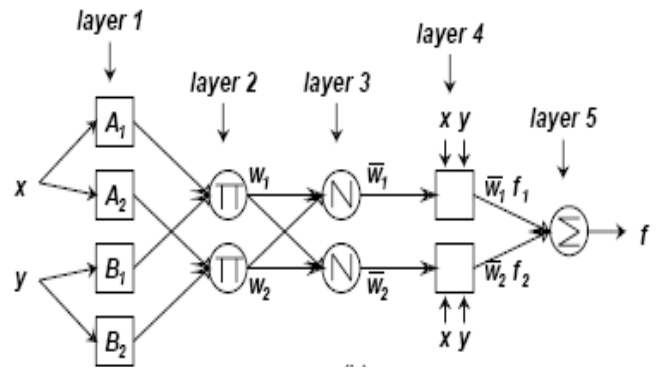 layer 1
layer 4
layer 2
layer 3
layer 5
x y
A₁
x
A₂
Π
w₁
N
w̅₁
w̅₁ f₁
Σ
f
y
B₁
Π
w₂
N
w̅₂
w̅₂ f₂
B₂
x y